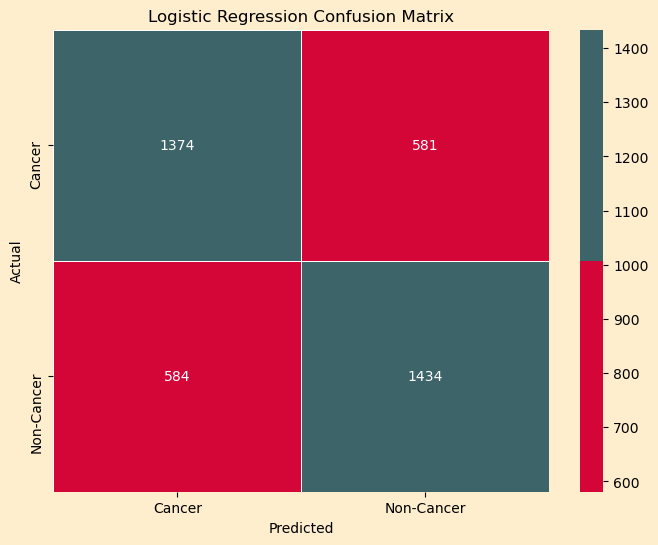 Logistic Regression Confusion Matrix
Actual
Cancer
Non-Cancer
1374
581
584
1434
Cancer
Non-Cancer
Predicted
1400
1300
1200
1100
1000
900
800
700
600